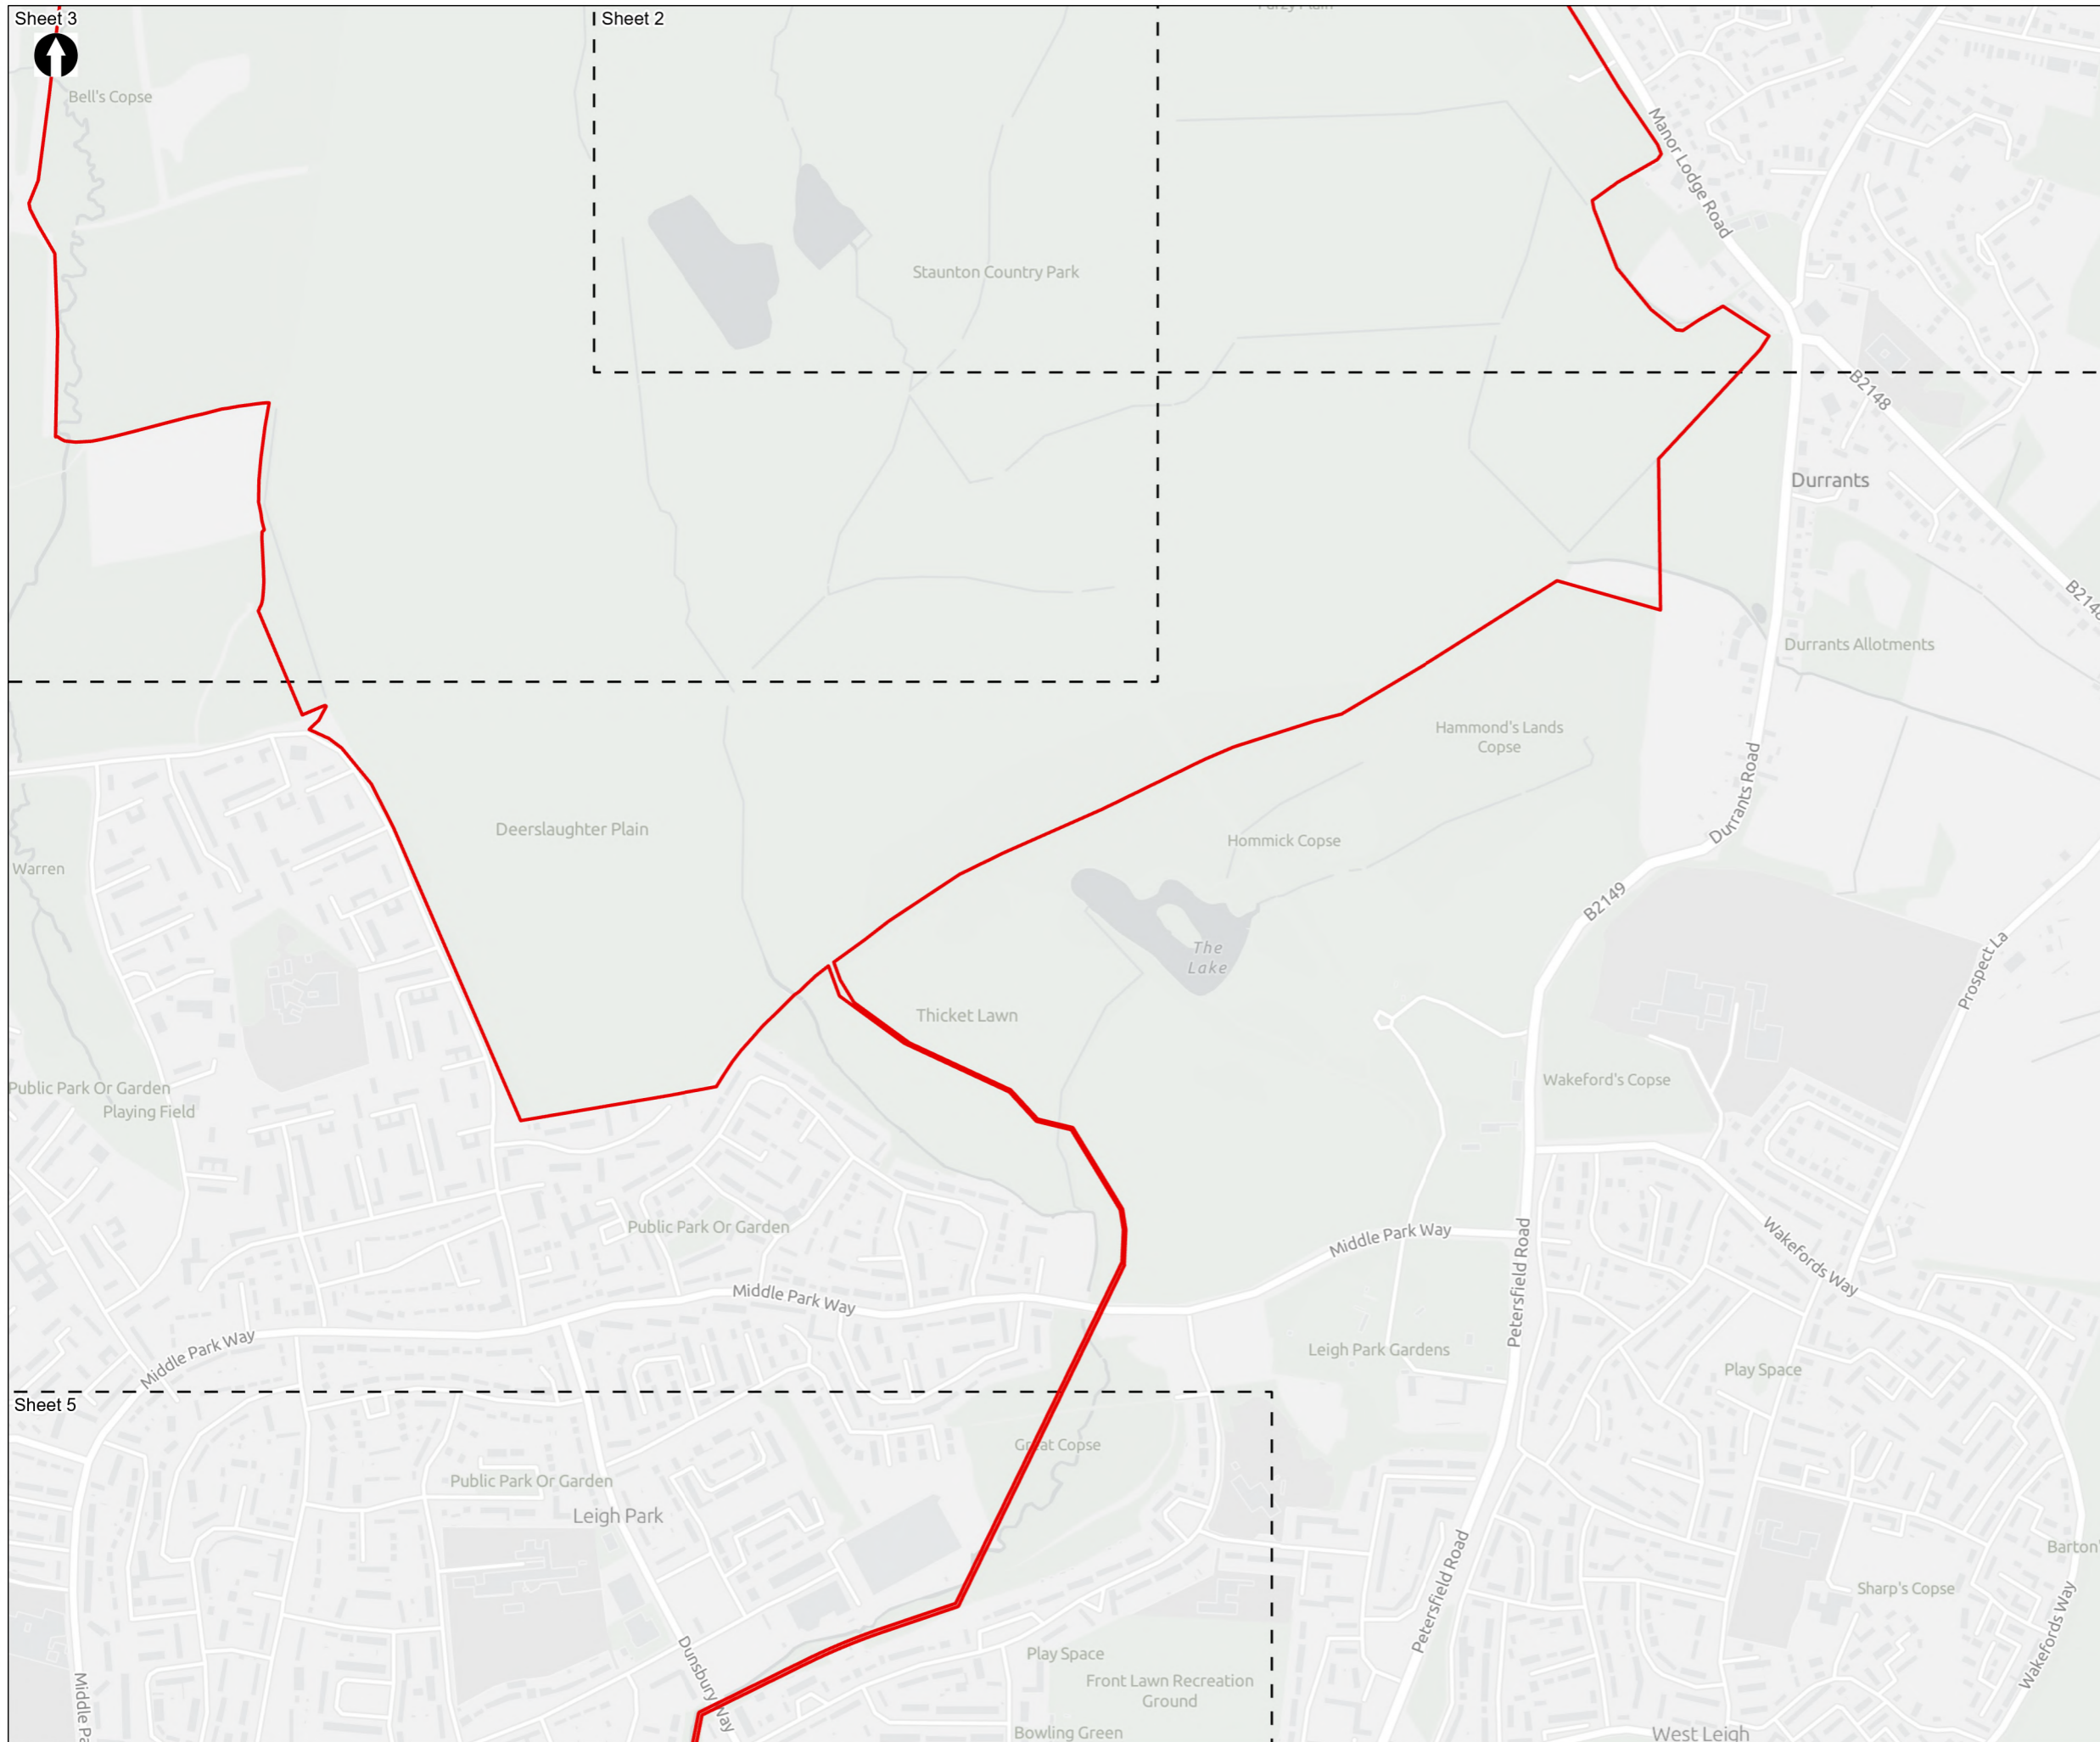 Sheet 3
Sheet 2
Bell's Copse
Manor Lodge Road
Staunton Country Park
B2148
Durrants
B2148
Durrants Allotments
Hammond's Lands
Copse
Durrants Road
Deerslaughter Plain
Hommick Copse
Warren
B2149
The
Lake
Prospect La
Thicket Lawn
Wakeford's Copse
Public Park Or Garden
Playing Field
Public Park Or Garden
Middle Park Way
Petersfield Road
Wakefords Way
Middle Park Way
Middle Park Way
Leigh Park Gardens
Play Space
Sheet 5
Great Copse
Public Park Or Garden
Leigh Park
Barton'
Petersfield Road
Sharp's Copse
Wakefords Way
Dunsbury Way
Play Space
Front Lawn Recreation
Ground
Middle Pa
Bowling Green
West Leigh